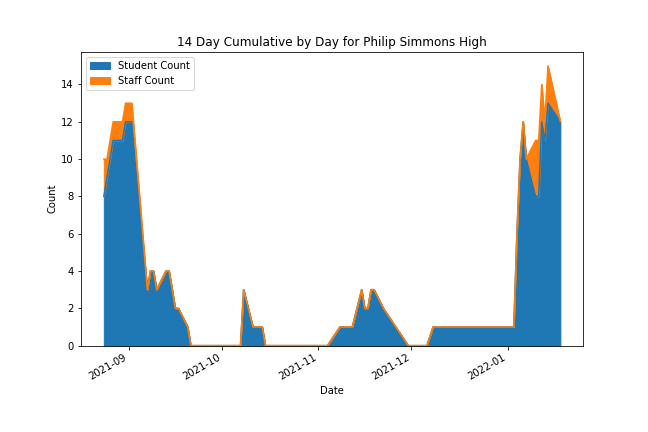 14 Day Cumulative by Day for Philip Simmons High
Student Count
Staff Count
14
12
10
8
6
4
2
0
Count
2021-09
2021-10
2021-11
2021-12
2022-01
Date